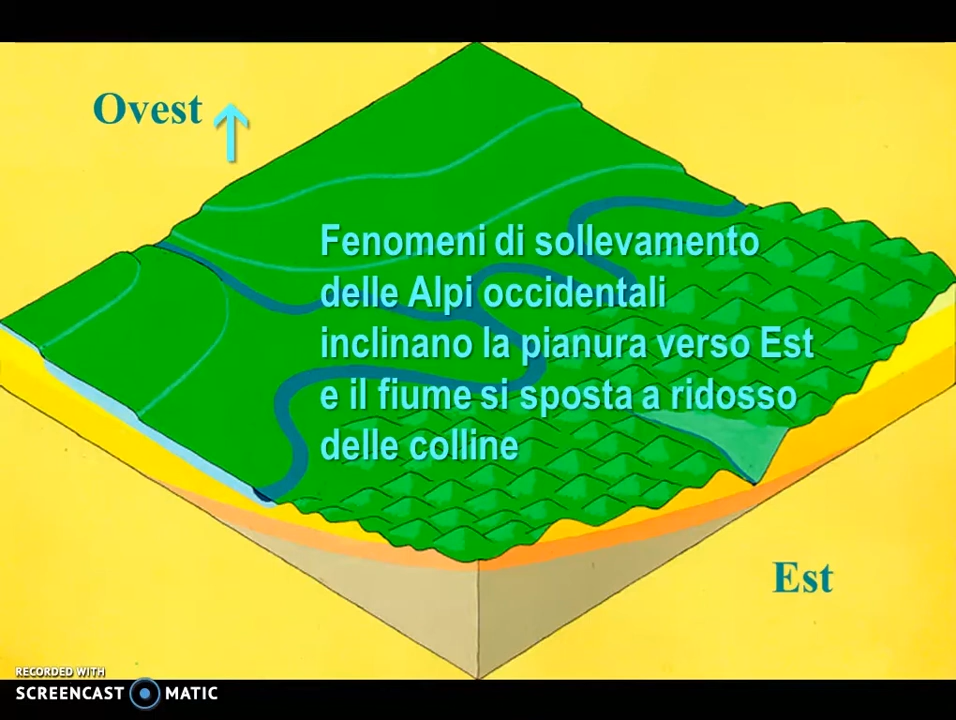 Ovest
Fenomeni di sollevamento
delle Alpi occidentali
inclinano la pianura verso Est
e il fiume si sposta a ridosso
delle colline
Est
RECORDED WITH
SCREENCAST MATIC